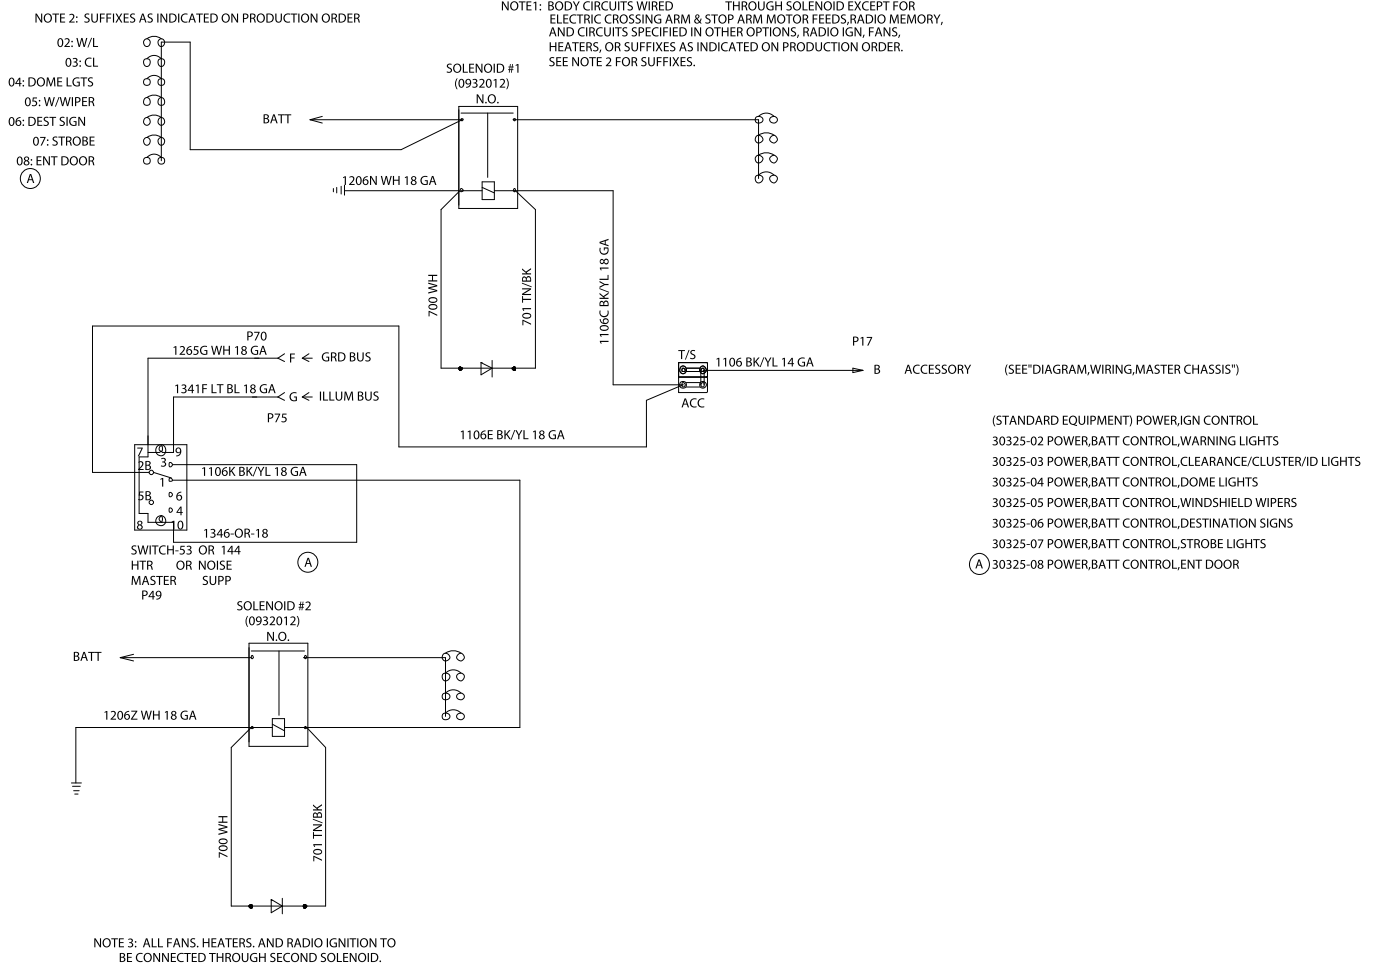 NOTE 2: SUFFIXES AS INDICATED ON PRODUCTION ORDER
02: W/L
03: CL
04: DOME LGTS
05: W/WIPER
06: DEST SIGN
07: STROBE
08: ENT DOOR
A
NOTE1: BODY CIRCUITS WIRED THROUGH SOLENOID EXCEPT FOR
ELECTRIC CROSSING ARM & STOP ARM MOTOR FEEDS,RADIO MEMORY,
AND CIRCUITS SPECIFIED IN OTHER OPTIONS, RADIO IGN, FANS,
HEATERS, OR SUFFIXES AS INDICATED ON PRODUCTION ORDER.
SEE NOTE 2 FOR SUFFIXES.
SOLENOID #1
(0932012)
N.O.
BATT
1206N WH 18 GA
700 WH
701 TN/BK
1106C BK/YL 18 GA
P70
1265G WH 18 GA
F
GRD BUS
1341F LT BL 18 GA
G
ILLUM BUS
P75
T/S
ACC
1106 BK/YL 14 GA
P17
B
ACCESSORY
(SEE"DIAGRAM,WIRING,MASTER CHASSIS")
1106E BK/YL 18 GA
7
9
2B
3
1106K BK/YL 18 GA
1
5B
6
4
8
10
1346-OR-18
SWITCH-53 OR 144
HTR OR NOISE
MASTER SUPP
P49
A
(STANDARD EQUIPMENT) POWER,IGN CONTROL
30325-02 POWER,BATT CONTROL,WARNING LIGHTS
30325-03 POWER,BATT CONTROL,CLEARANCE/CLUSTER/ID LIGHTS
30325-04 POWER,BATT CONTROL,DOME LIGHTS
30325-05 POWER,BATT CONTROL,WINDSHIELD WIPERS
30325-06 POWER,BATT CONTROL,DESTINATION SIGNS
30325-07 POWER,BATT CONTROL,STROBE LIGHTS
A 30325-08 POWER,BATT CONTROL,ENT DOOR
SOLENOID #2
(0932012)
N.O.
BATT
1206Z WH 18 GA
700 WH
701 TN/BK
NOTE 3: ALL FANS. HEATERS. AND RADIO IGNITION TO
BE CONNECTED THROUGH SECOND SOLENOID.